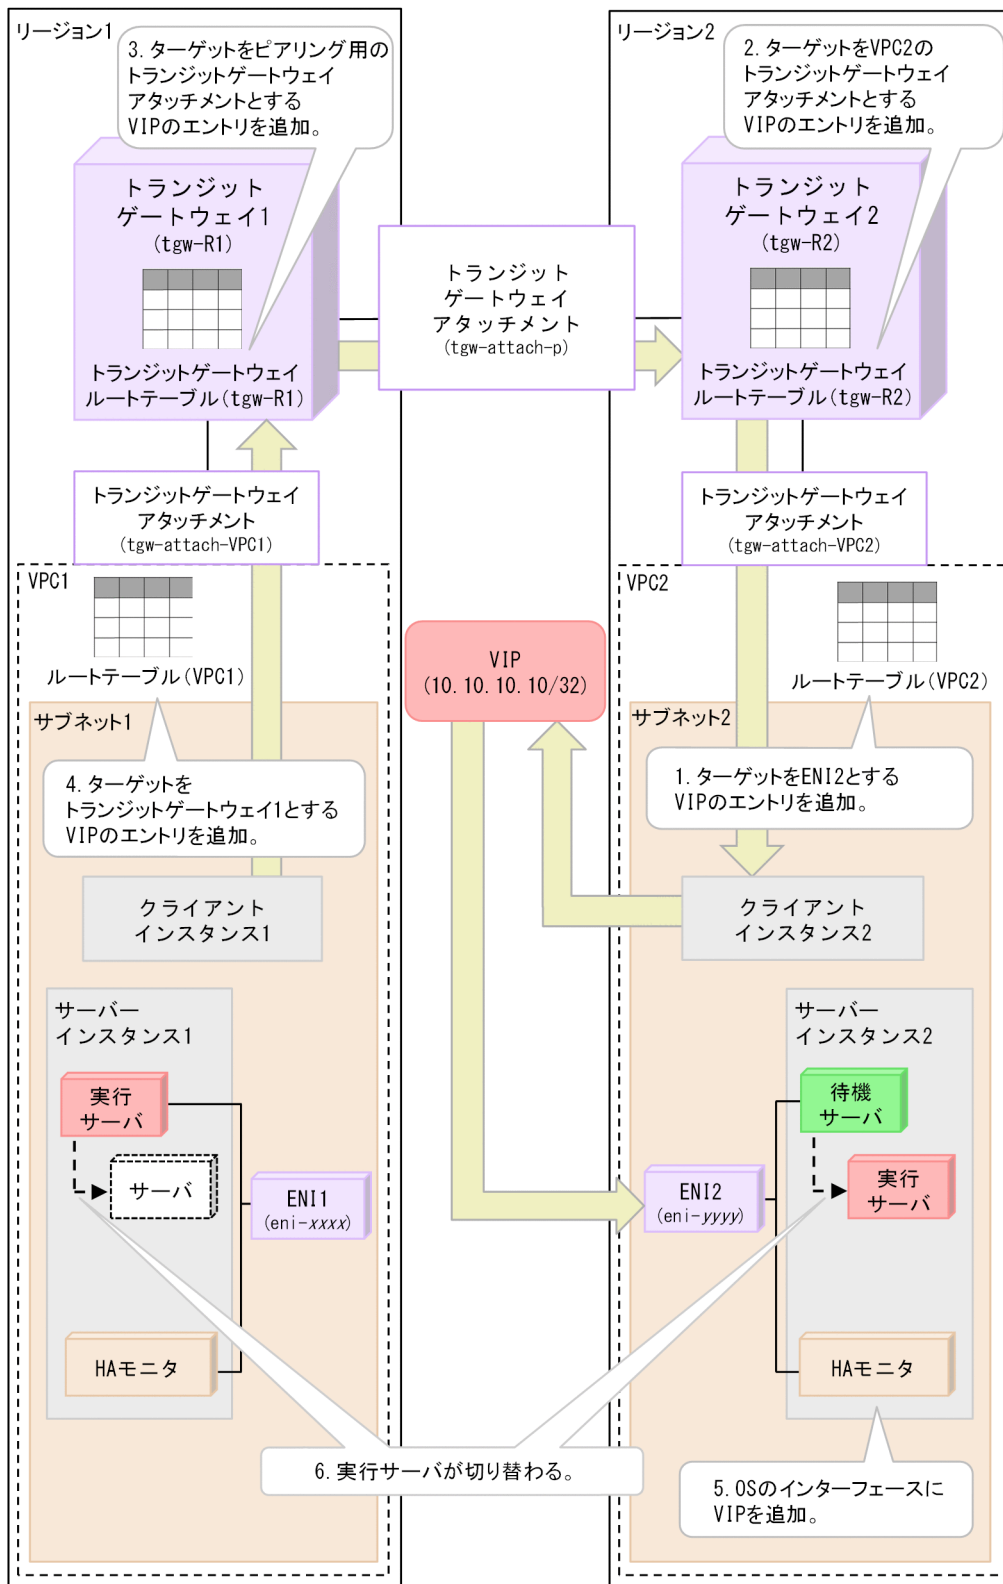 リージョン1
3.ターゲットをピアリング用の
トランジットゲートウェイ
アタッチメントとする
VIPのエントリを追加。
トランジット
ゲートウェイ1
(tgw-R1)
トランジットゲートウェイ
ルートテーブル(tgw-R1)
トランジット
ゲートウェイ
アタッチメント
(tgw-attach-p)
リージョン2
2.ターゲットをVPC2の
トランジットゲートウェイ
アタッチメントとする
VIPのエントリを追加。
トランジット
ゲートウェイ2
(tgw-R2)
トランジットゲートウェイ
ルートテーブル(tgw-R2)
トランジットゲートウェイ
アタッチメント
(tgw-attach-VPC1)
トランジットゲートウェイ
アタッチメント
(tgw-attach-VPC2)
VPC1
ルートテーブル(VPC1)
サブネット1
4.ターゲットを
トランジットゲートウェイ1とする
VIPのエントリを追加。
クライアント
インスタンス1
VIP
(10.10.10.10/32)
VPC2
ルートテーブル(VPC2)
サブネット2
1.ターゲットをENI2とする
VIPのエントリを追加。
クライアント
インスタンス2
サーバー
インスタンス1
実行
サーバ
サーバ
ENI1
(eni-xxxx)
HAモニタ
サーバー
インスタンス2
待機
サーバ
実行
サーバ
ENI2
(eni-yyyy)
HAモニタ
6.実行サーバが切り替わる。
5.OSのインターフェースに
VIPを追加。